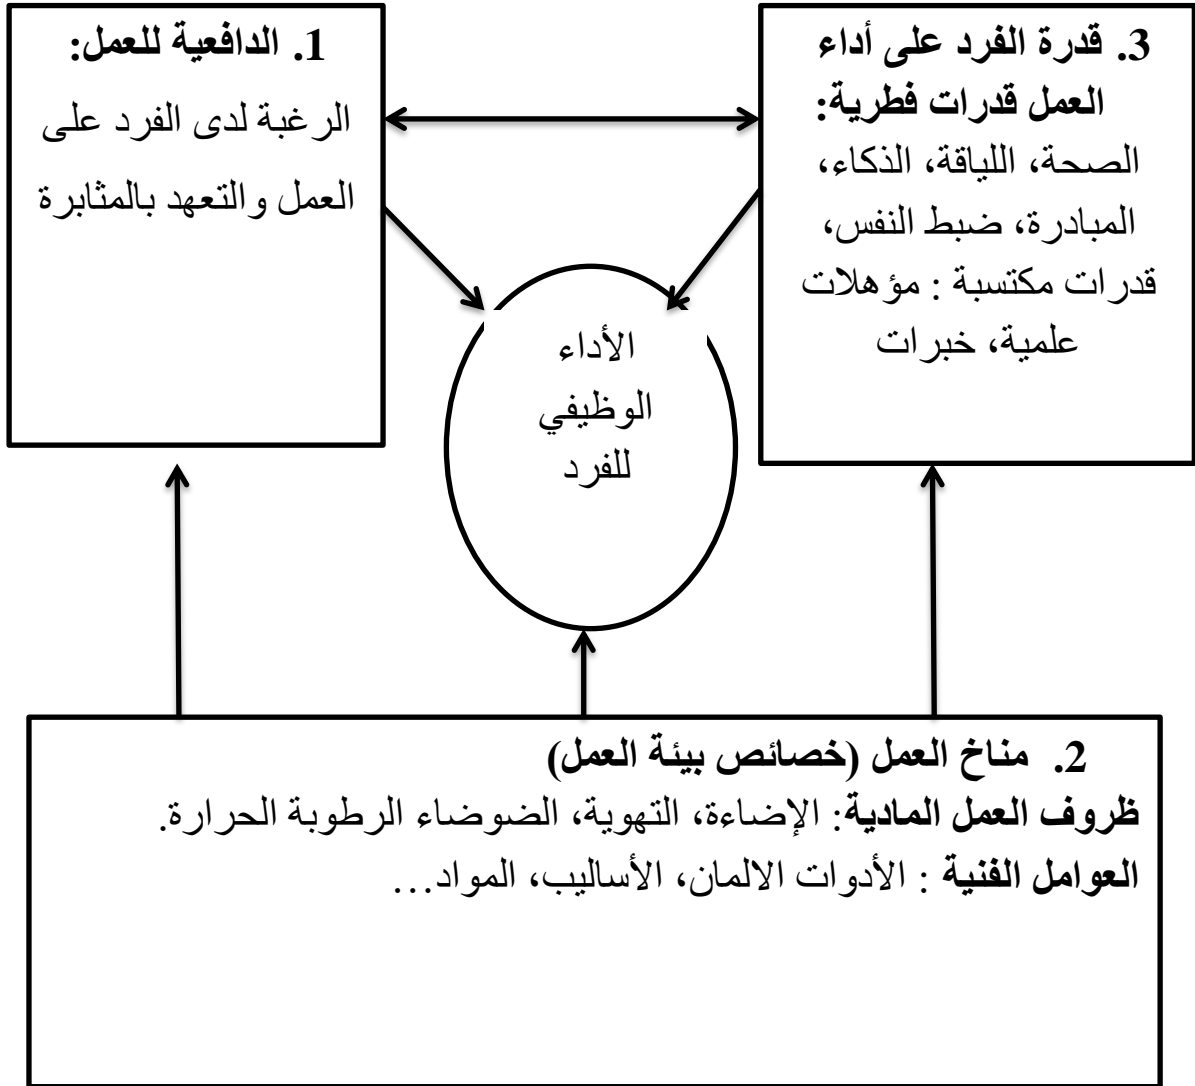 1. الدافعية للعمل:
الرغبة لدى الفرد على
العمل والتعهد بالمثابرة
3. قدرة الفرد على أداء
العمل قدرات فطرية:
الصحة، اللياقة، الذكاء،
المبادرة، ضبط النفس،
قدرات مكتسبة : مؤهلات
علمية، خبرات
الأداء
الوظيفي
للفرد
2. مناخ العمل (خصائص بيئة العمل)
ظروف العمل المادية: الإضاءة، التهوية، الضوضاء الرطوبة الحرارة.
العوامل الفنية : الأدوات الالمان، الأساليب، المواد...